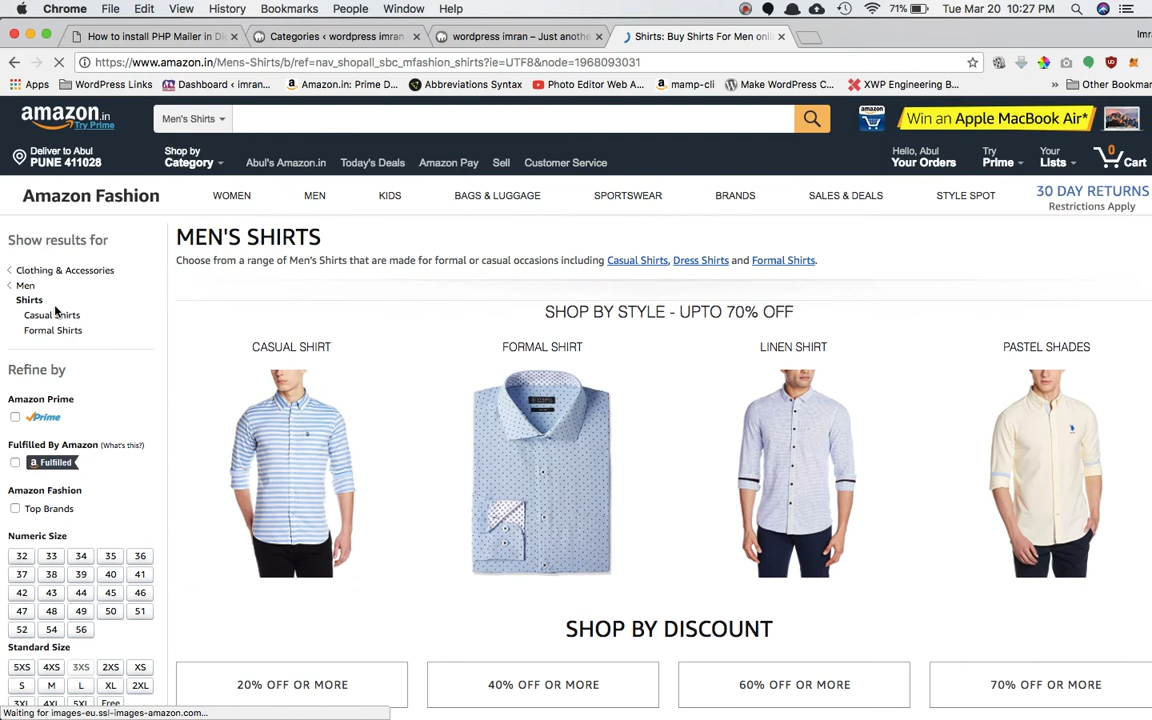 Chrome File Edit View History Bookmarks People Window Help 71% Tue Mar 20 10:27 PM
How to install PHP Mailer in Di
Categories ‹ wordpress imran
wordpress imran – Just anothe
Shirts: Buy Shirts For Men onli
Imra
https://www.amazon.in/Mens-Shirts/b/ref=nav_shopall_sbc_mfashion_shirts?ie=UTF8&node=1968093031
Apps WordPress Links Dashboard ‹ imran... Amazon.in: Prime D... Abbreviations Syntax Photo Editor Web A... mamp-cli Make WordPress C... XWP Engineering B... » Other Bookmar
amazon.in
Try Prime
Men's Shirts
amazon
Win an Apple MacBook Air*
Deliver to Abul
PUNE 411028
Shop by
Category
Abul's Amazon.in Today's Deals Amazon Pay Sell Customer Service
Hello, Abul
Your Orders
Try
Prime
Your
Lists
0
Cart
Amazon Fashion WOMEN MEN KIDS BAGS & LUGGAGE SPORTSWEAR BRANDS SALES & DEALS STYLE SPOT
30 DAY RETURNS
Restrictions Apply
Show results for
Clothing & Accessories
Men
Shirts
Casual Shirts
Formal Shirts
Refine by
Amazon Prime
Prime
Fulfilled By Amazon (What's this?)
a Fulfilled
Amazon Fashion
Top Brands
Numeric Size
32 33 34 35 36
37 38 39 40 41
42 43 44 45 46
47 48 49 50 51
52 54 56
Standard Size
5XS 4XS 3XS 2XS XS
S M L XL 2XL
3XL 4XL 5XL Free
MEN'S SHIRTS
Choose from a range of Men's Shirts that are made for formal or casual occasions including Casual Shirts, Dress Shirts and Formal Shirts.
SHOP BY STYLE - UPTO 70% OFF
CASUAL SHIRT FORMAL SHIRT LINEN SHIRT PASTEL SHADES
SHOP BY DISCOUNT
20% OFF OR MORE 40% OFF OR MORE 60% OFF OR MORE 70% OFF OR MORE
Waiting for images-eu.ssl-images-amazon.com...